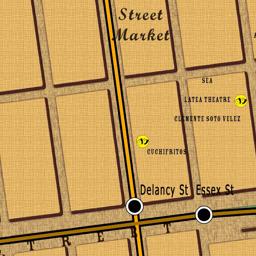 Street
Market
SEA
LATEA THEATRE
CLEMENTE SOTO VELEZ
CUCHIFRITOS
Delancy St Essex St
T R E E T